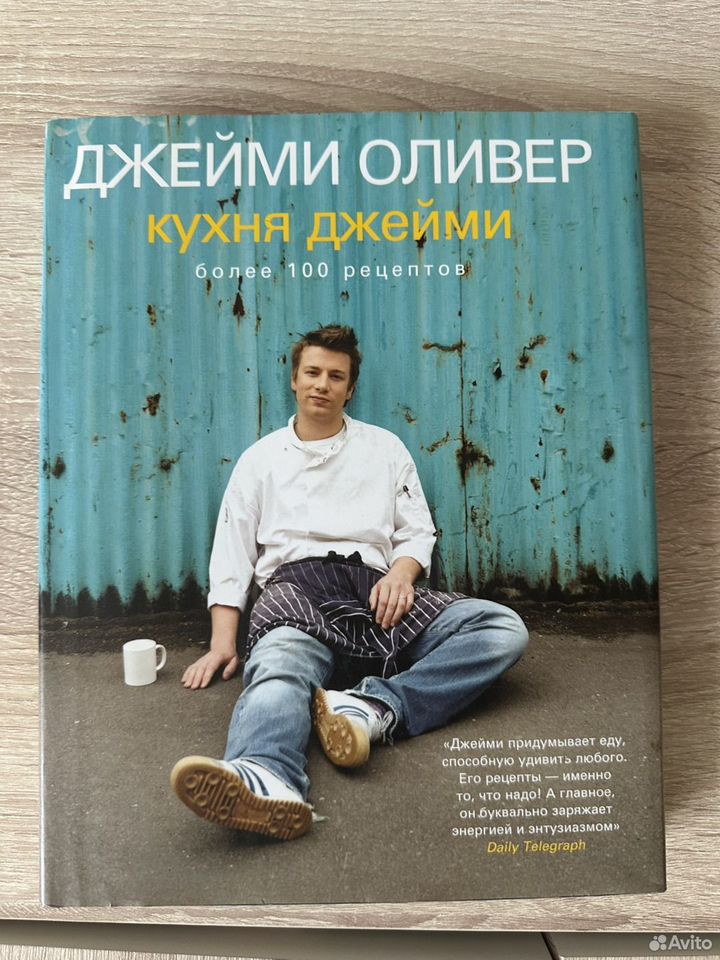 ДЖЕЙМИ ОЛИВЕР
кухня джейми
более 100 рецептов
«Джейми придумывает еду,
способную удивить любого.
Его рецепты — именно
то, что надо! А главное,
он буквально заряжает
энергией и энтузиазмом»
Daily Telegraph
Avito